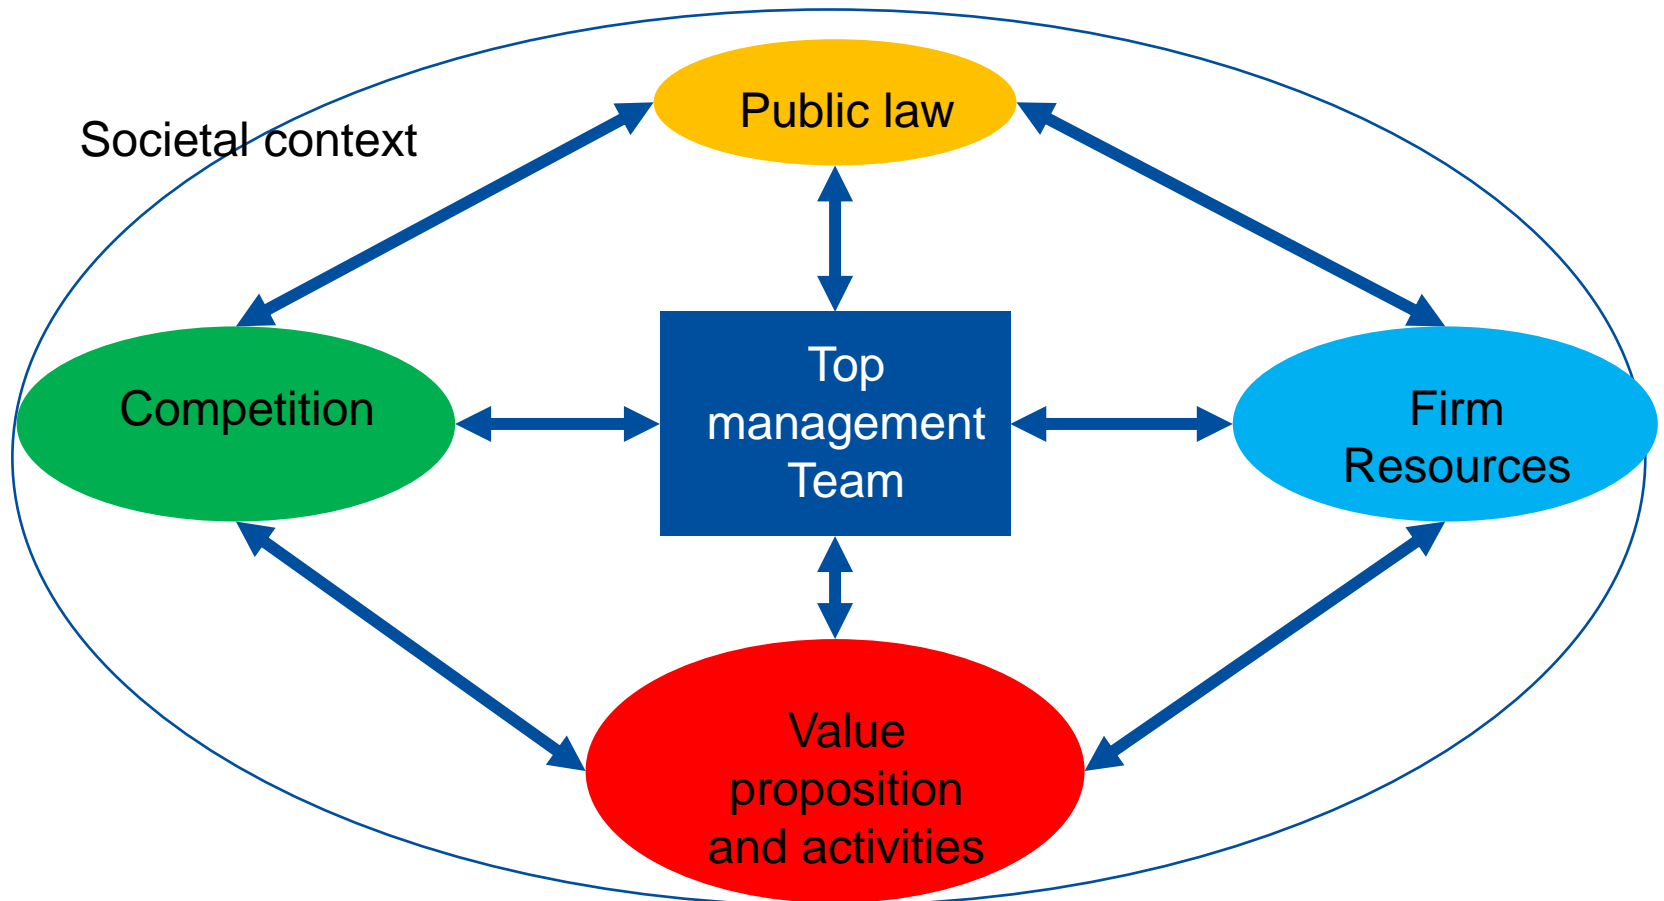 Public law
Societal context
Top
management
Team
Competition
Firm
Resources
Value
proposition
and activities